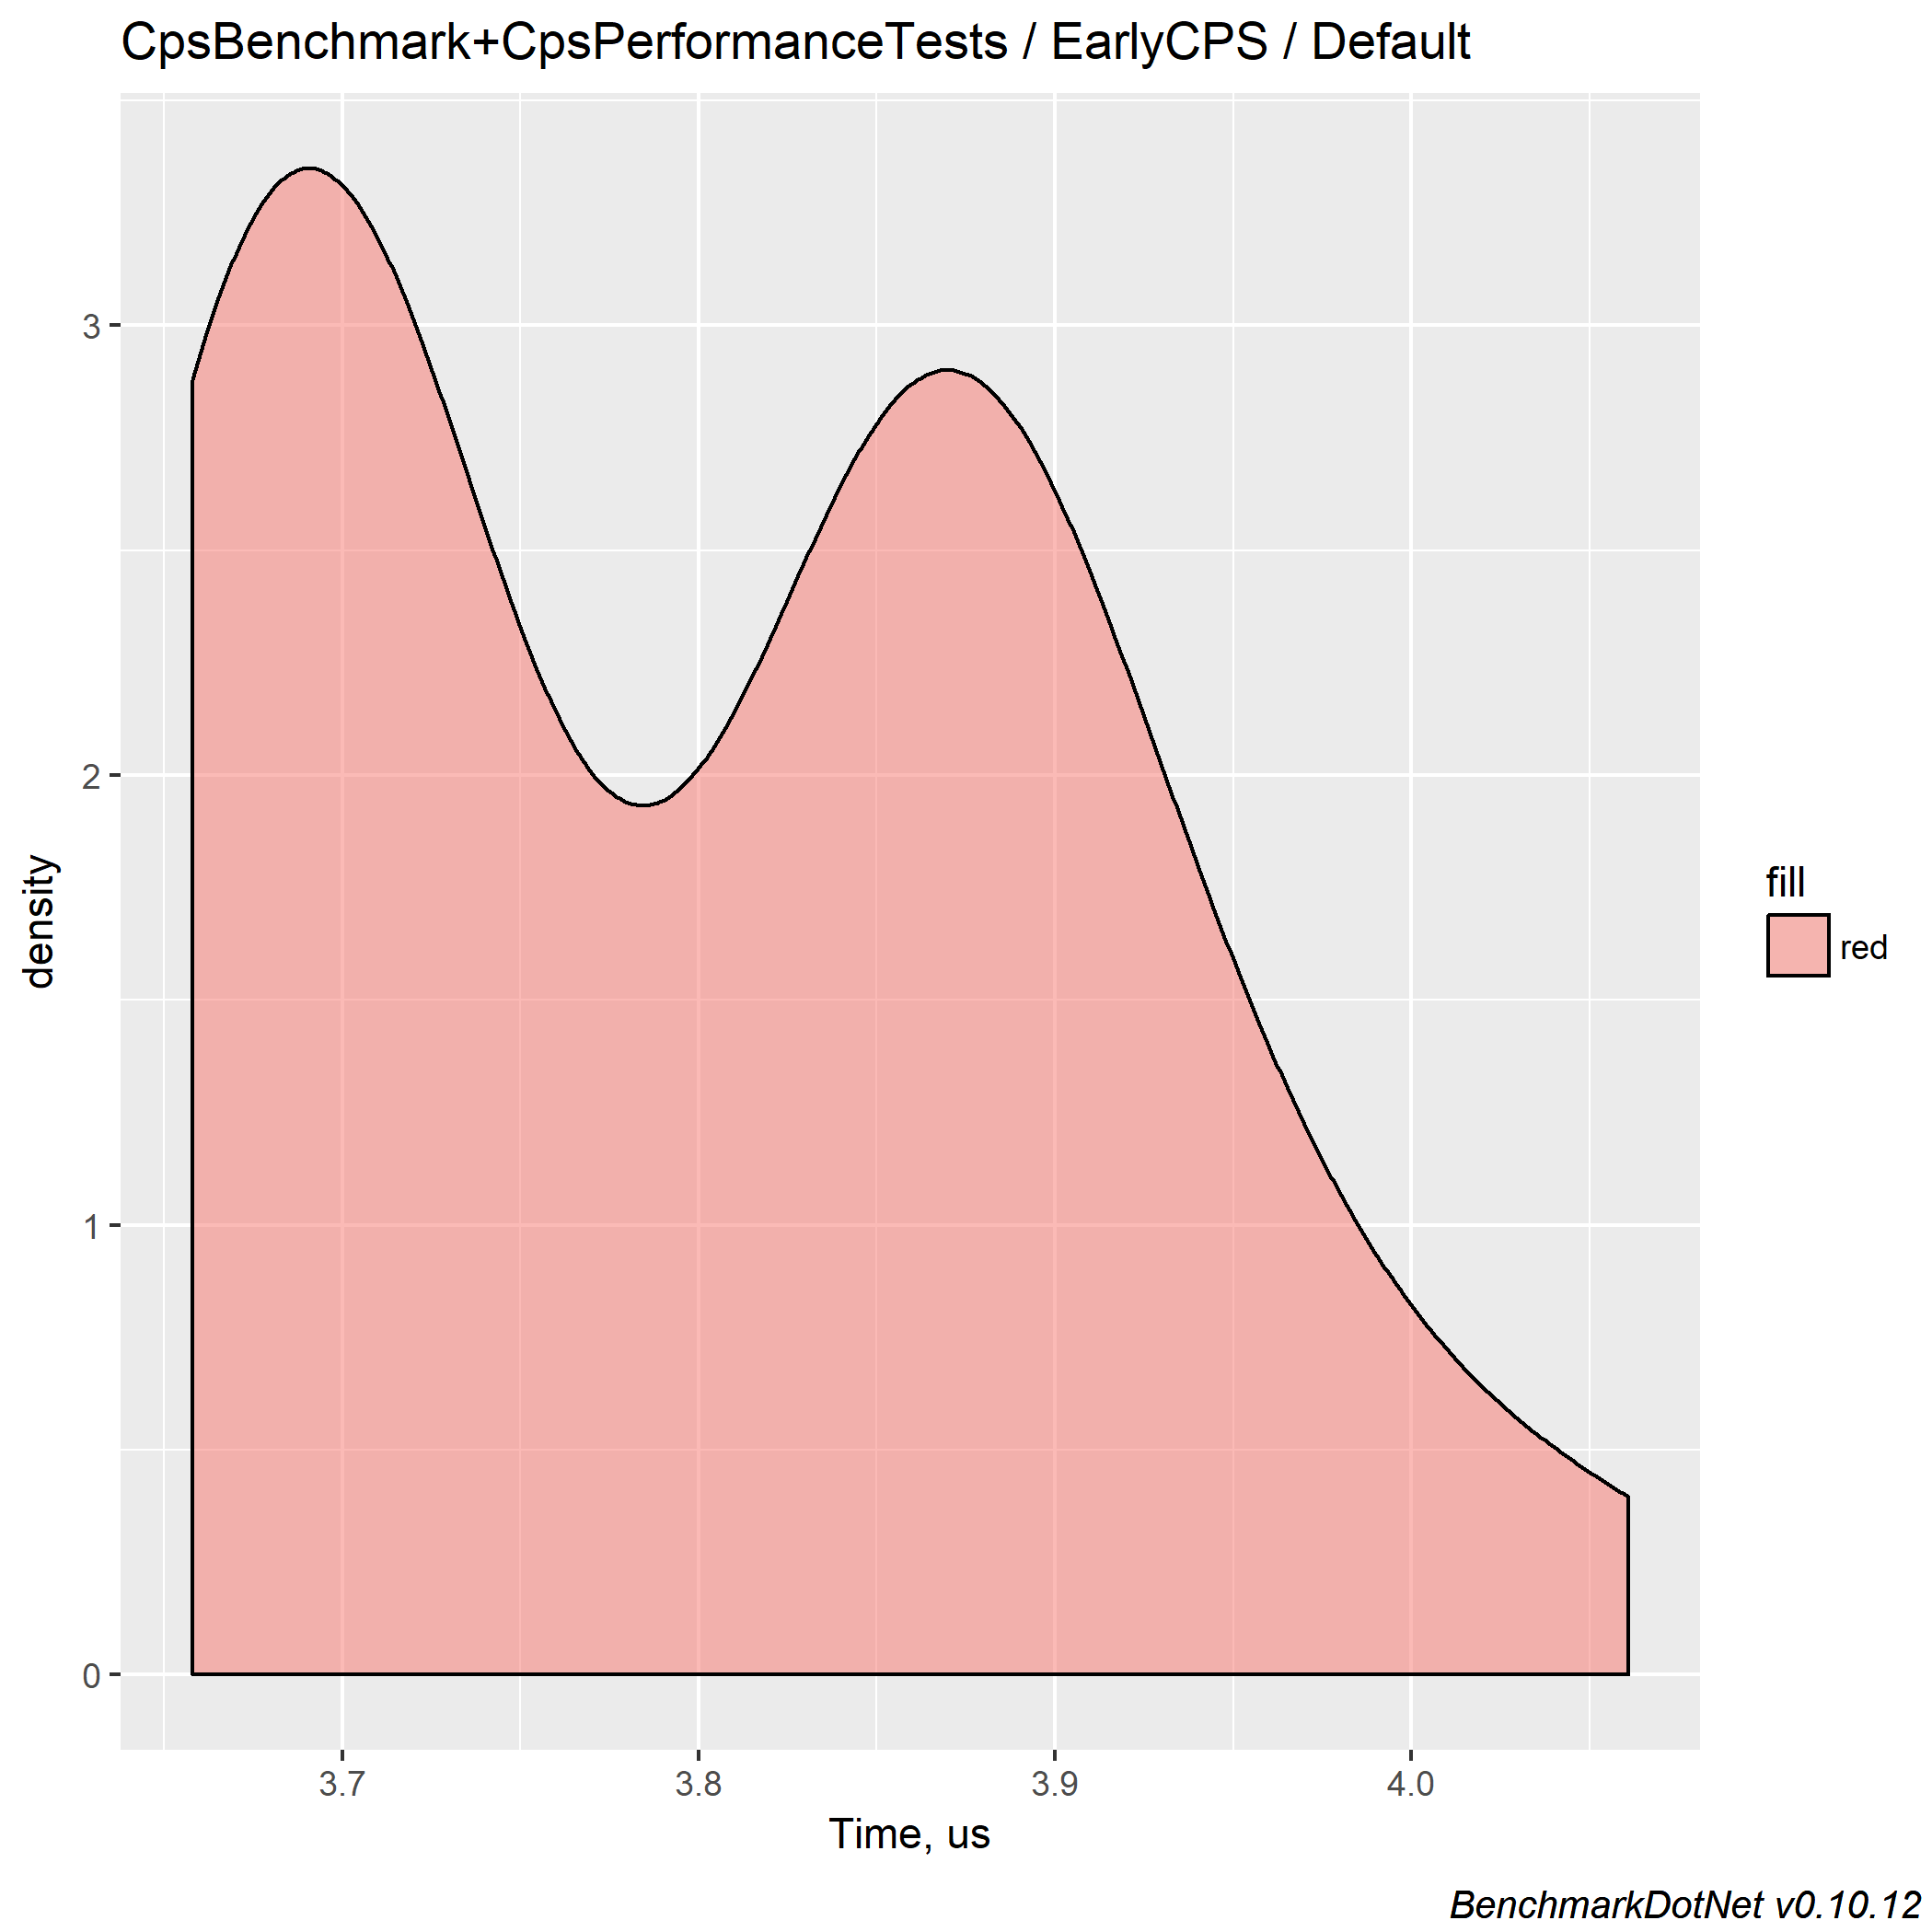 CpsBenchmark+CpsPerformanceTests / EarlyCPS / Default
density
3
2
1
0
3.7 3.8 3.9 4.0
Time, us
fill
red
BenchmarkDotNet v0.10.12